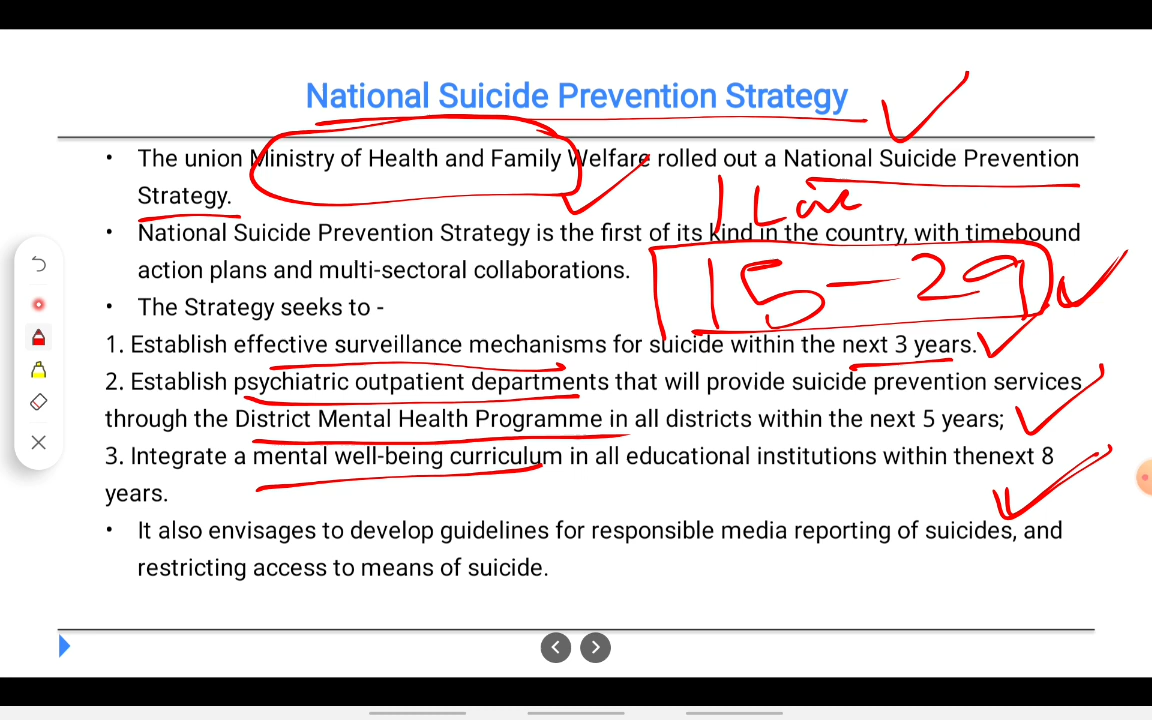 National Suicide Prevention Strategy
• The union Ministry of Health and Family Welfare rolled out a National Suicide Prevention
Strategy.
1 Lac
• National Suicide Prevention Strategy is the first of its kind in the country, with timebound
action plans and multi-sectoral collaborations.
15-29
• The Strategy seeks to -
1. Establish effective surveillance mechanisms for suicide within the next 3 years.
2. Establish psychiatric outpatient departments that will provide suicide prevention services
through the District Mental Health Programme in all districts within the next 5 years;
3. Integrate a mental well-being curriculum in all educational institutions within thenext 8
years.
• It also envisages to develop guidelines for responsible media reporting of suicides, and
restricting access to means of suicide.